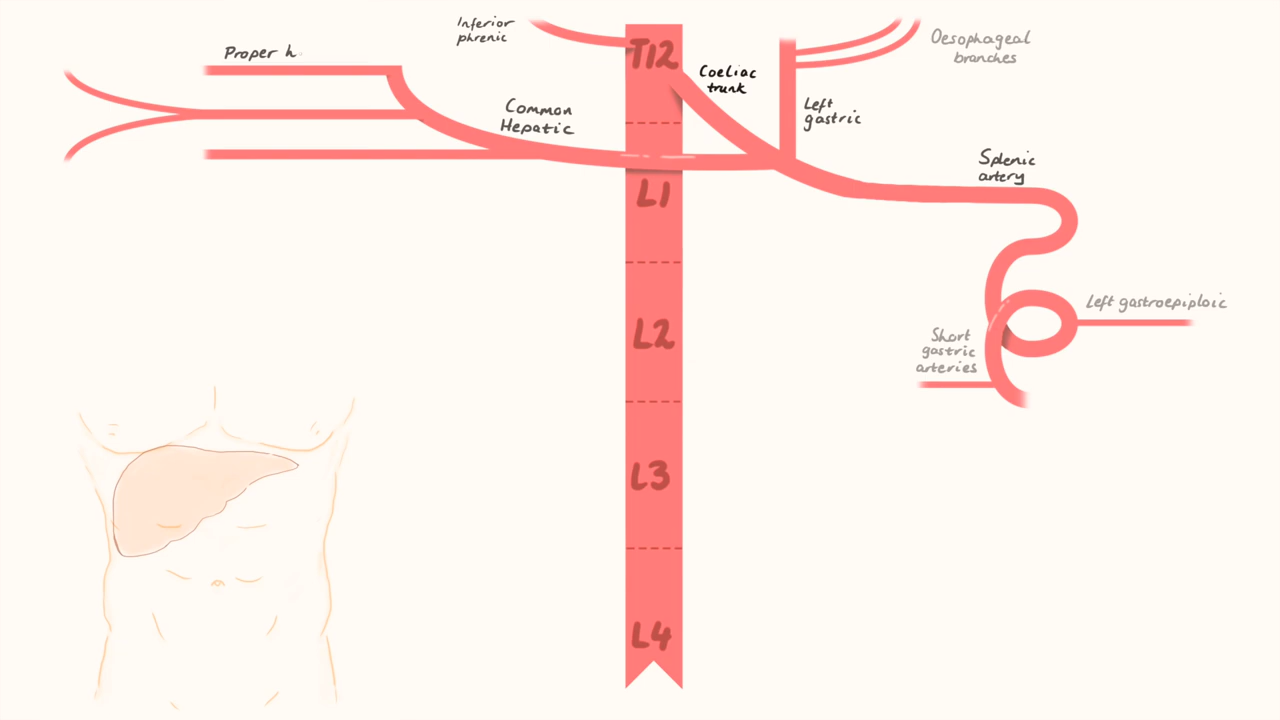 Inferior
phrenic
Proper h
T12
Coeliac
trunk
Oesophageal
branches
Common
Hepatic
Left
gastric
Splenic
artery
L1
Left gastroepiploic
L2
Short
gastric
arteries
L3
L4